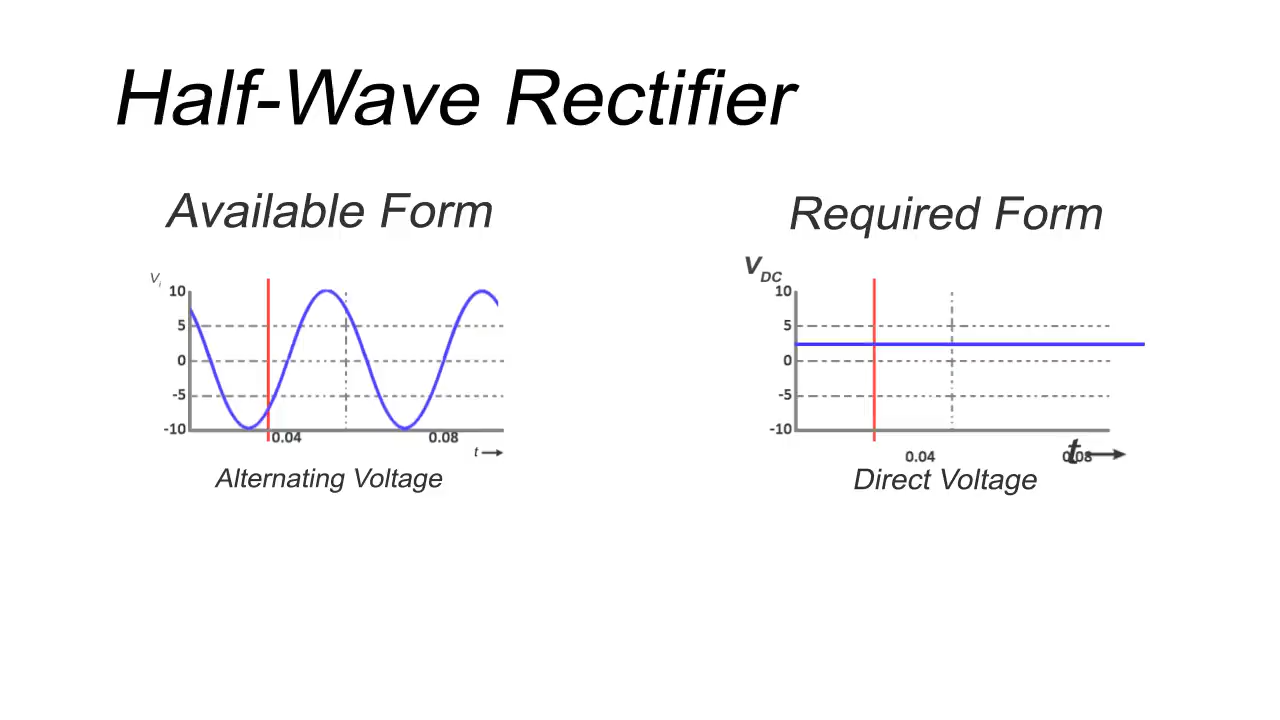 Half-Wave Rectifier
Available Form
Required Form
Vi
10
5
0
-5
-10
0.04
0.08
t
Alternating Voltage
VDC
10
5
0
-5
-10
0.04
0.08
t
Direct Voltage